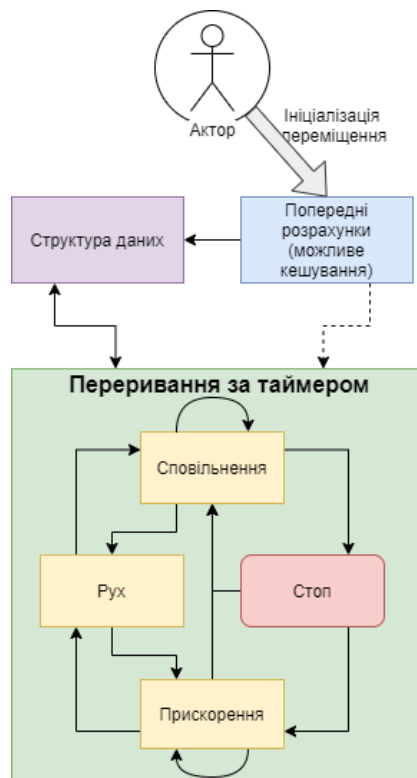 Актор
Ініціалізація
переміщення
Структура даних
Попередні
розрахунки
(можливе
кешування)
Переривання за таймером
Сповільнення
Рух
Стоп
Прискорення